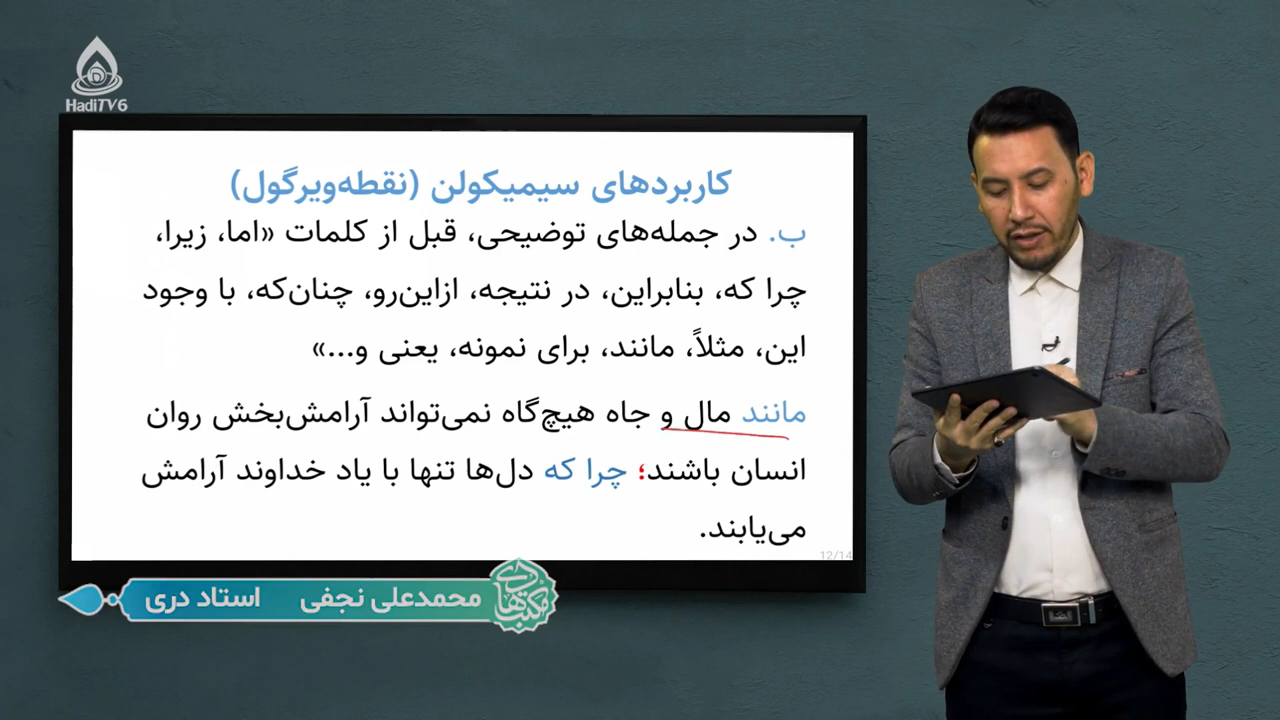 HadiTV6
کاربردهای سیمیکولن (نقطه‌ویرگول)
ب. در جمله‌های توضیحی، قبل از کلمات «اما، زیرا،
چرا که، بنابراین، در نتیجه، ازاین‌رو، چنان‌که، با وجود
این، مثلاً، مانند، برای نمونه، یعنی و...»
مانند مال و جاه هیچ‌گاه نمی‌تواند آرامش‌بخش روان
انسان باشند؛ چرا که دل‌ها تنها با یاد خداوند آرامش
می‌یابند.
12/14
محمدعلی نجفی استاد دری